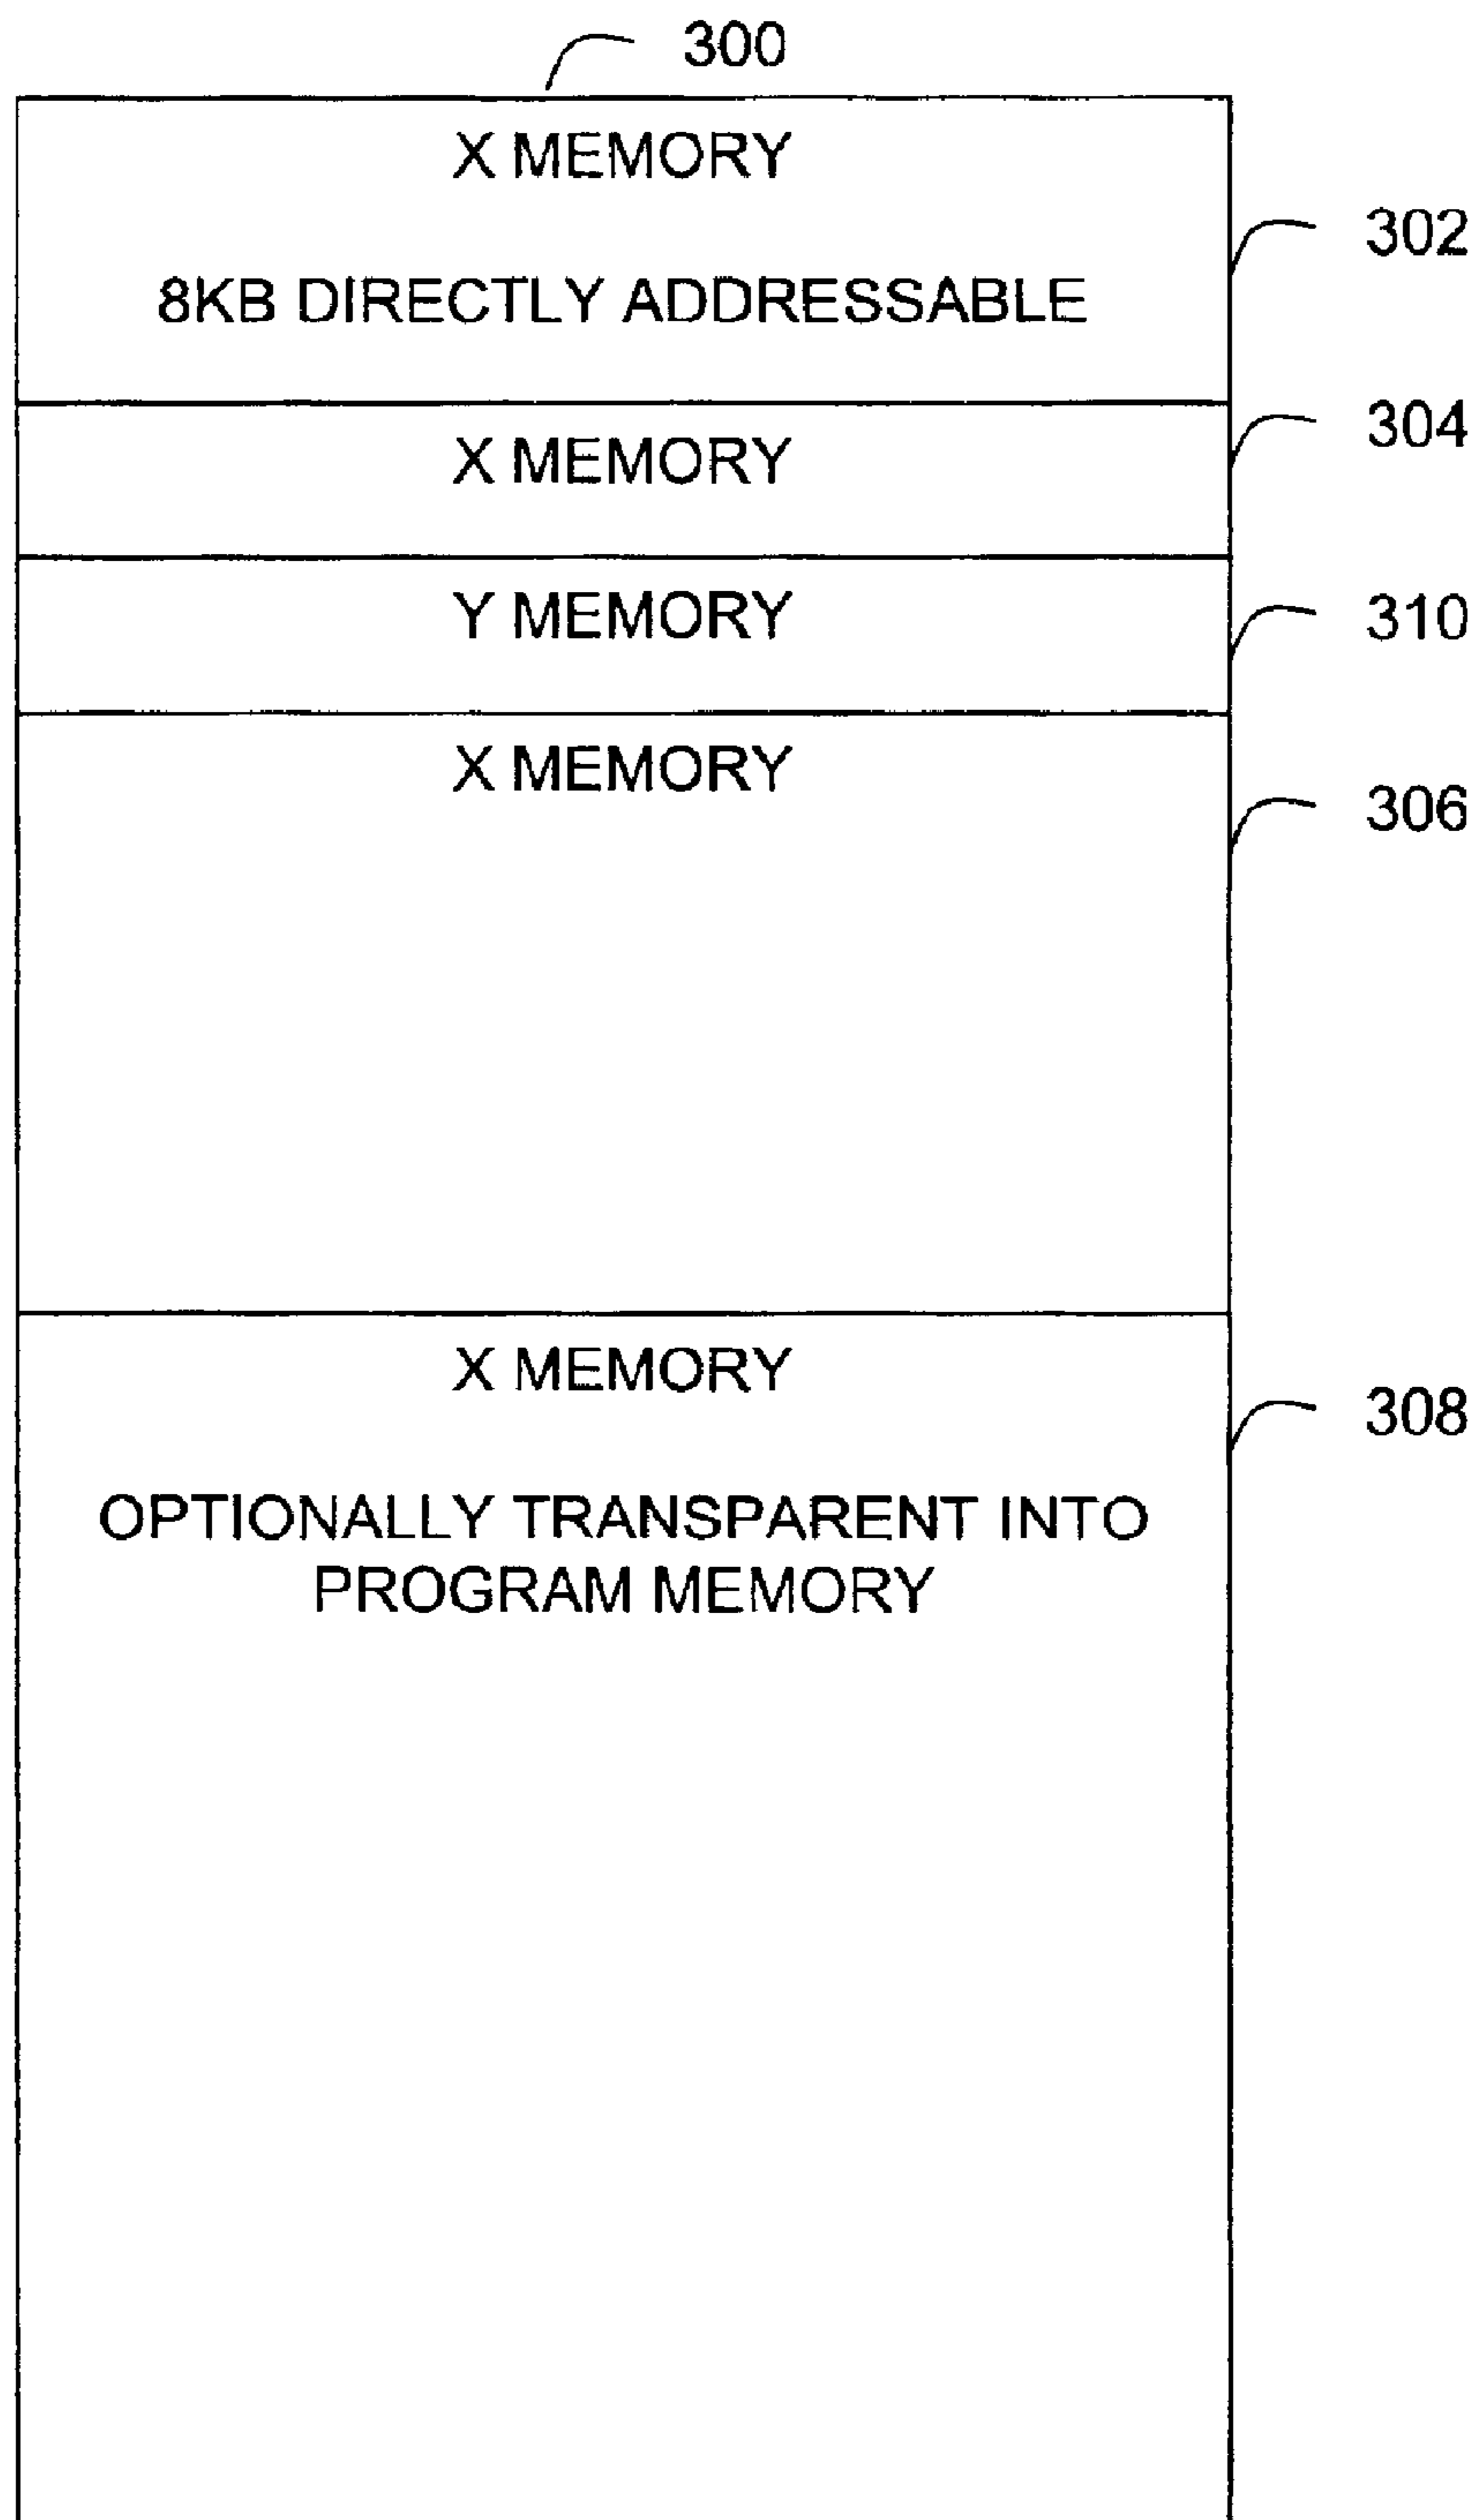 300
X MEMORY
302
8KB DIRECTLY ADDRESSABLE
304
X MEMORY
Y MEMORY
310
X MEMORY
306
X MEMORY
308
OPTIONALLY TRANSPARENT INTO
PROGRAM MEMORY